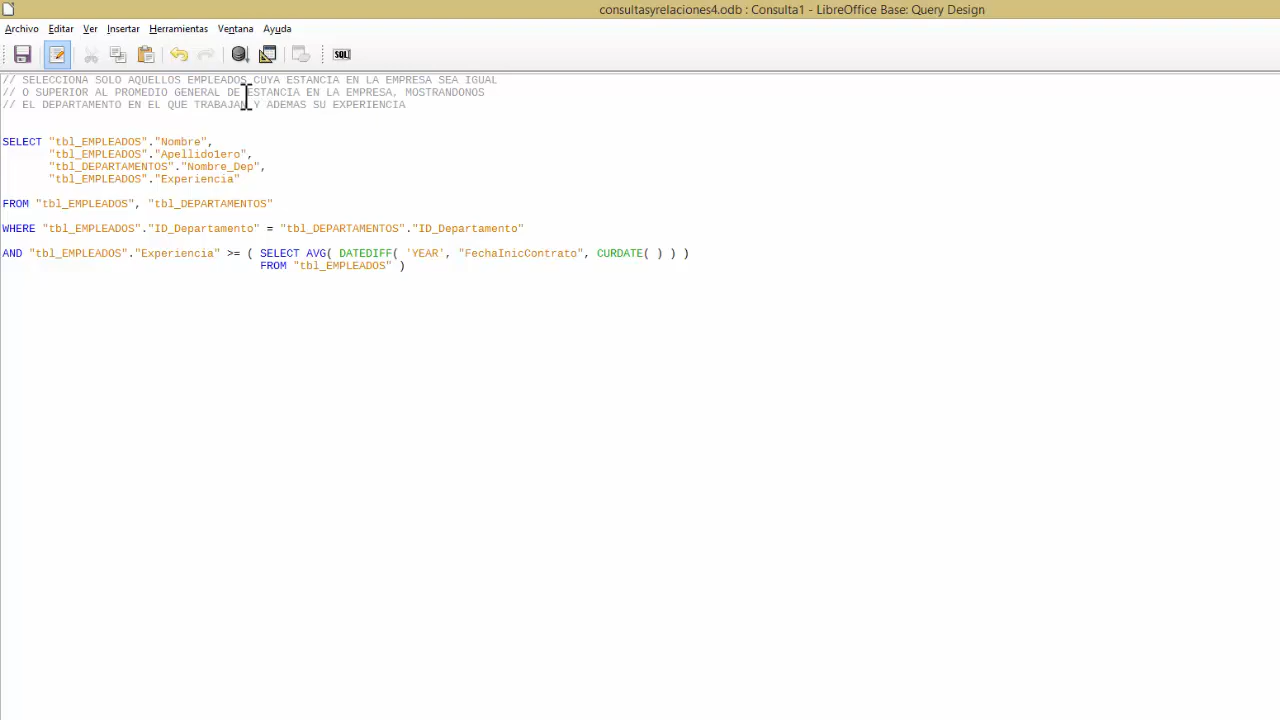 consultasyrelaciones4.odb : Consulta1 - LibreOffice Base: Query Design
Archivo Editar Ver Insertar Herramientas Ventana Ayuda
SQL
// SELECCIONA SOLO AQUELLOS EMPLEADOS CUYA ESTANCIA EN LA EMPRESA SEA IGUAL
// O SUPERIOR AL PROMEDIO GENERAL DE ESTANCIA EN LA EMPRESA, MOSTRANDONOS
// EL DEPARTAMENTO EN EL QUE TRABAJAN Y ADEMAS SU EXPERIENCIA
SELECT "tbl_EMPLEADOS"."Nombre",
"tbl_EMPLEADOS"."Apellido1ero",
"tbl_DEPARTAMENTOS"."Nombre_Dep",
"tbl_EMPLEADOS"."Experiencia"
FROM "tbl_EMPLEADOS", "tbl_DEPARTAMENTOS"
WHERE "tbl_EMPLEADOS"."ID_Departamento" = "tbl_DEPARTAMENTOS"."ID_Departamento"
AND "tbl_EMPLEADOS"."Experiencia" >= ( SELECT AVG( DATEDIFF( 'YEAR', "FechaInicContrato", CURDATE( ) ) )
FROM "tbl_EMPLEADOS" )